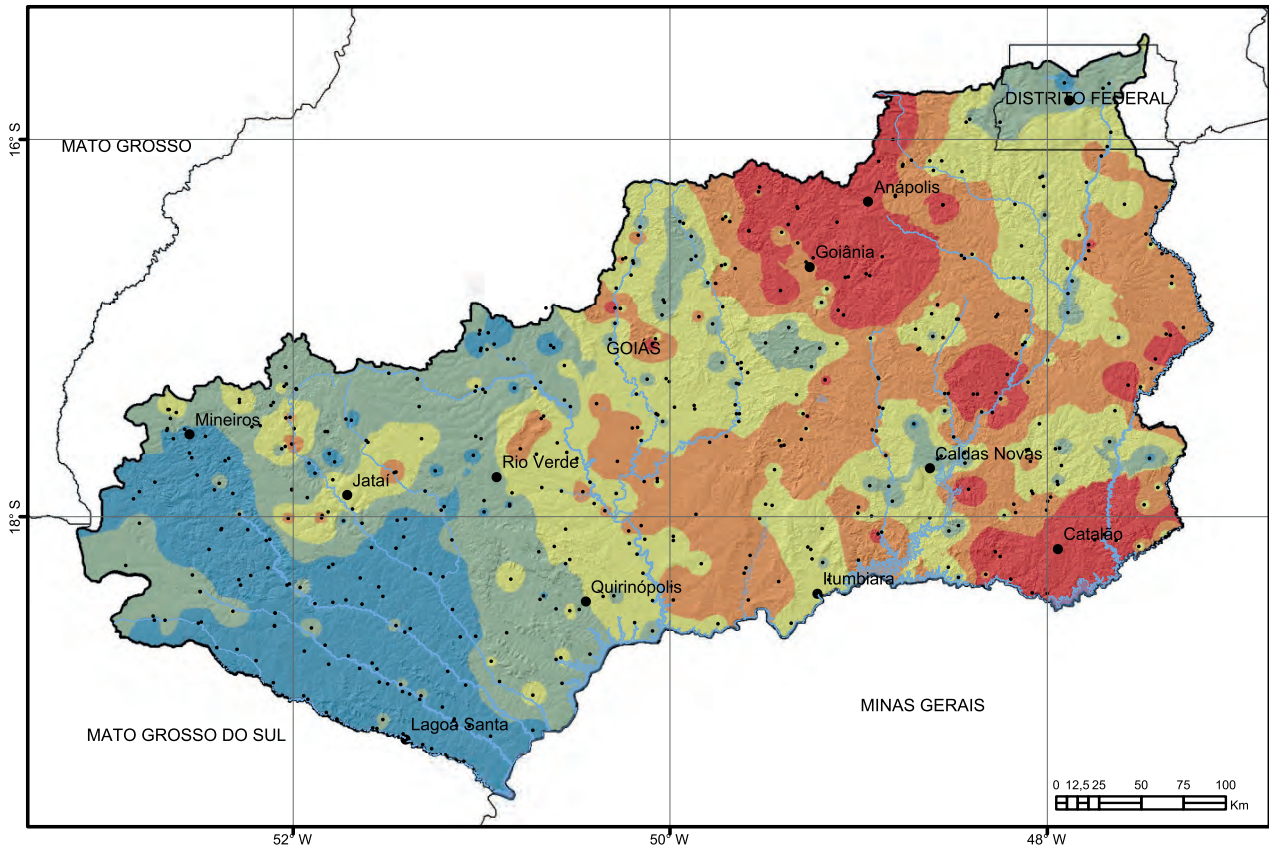 DISTRITO FEDERAL
16° S
MATO GROSSO
Anápolis
Goiânia
GOIÁS
Mineiros
Caldas Novas
Rio Verde
Jataí
18° S
Catalão
Itumbiara
Quirinópolis
MINAS GERAIS
Lagoa Santa
MATO GROSSO DO SUL
0 12,5 25 50 75 100
Km
52° W
50° W
48° W